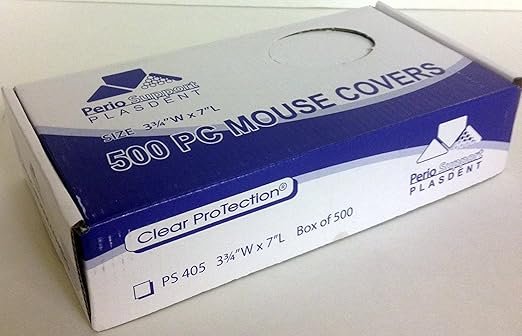 Perio Support
PLASDENT
SIZE 3¾"W x 7"L
500 PC MOUSE COVERS
Clear ProTection®
PS 405 3¾"W x 7"L Box of 500
Perio Support
PLASDENT